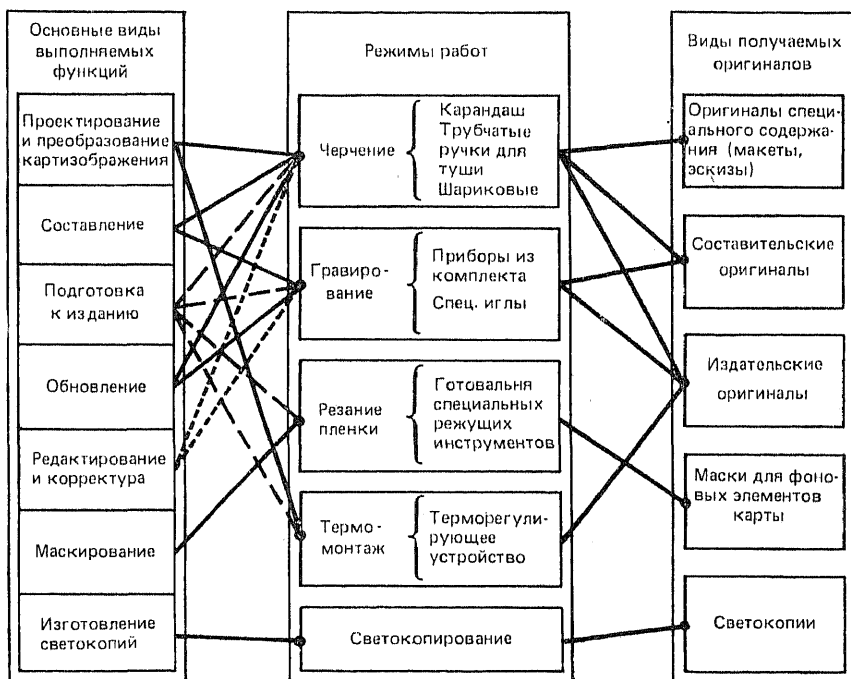 Основные виды
выполняемых
функций
Проектирование
и преобразование
картизображения
Составление
Подготовка
к изданию
Обновление
Редактирование
и корректура
Маскирование
Изготовление
светокопий
Режимы работ
Черчение
Карандаш
Трубчатые
ручки для
туши
Шариковые
Гравиро-
вание
Приборы из
комплекта
Спец. иглы
Резание
пленки
Готовальня
специальных
режущих
инструментов
Термо-
монтаж
Терморегули-
рующее
устройство
Светокопирование
Виды получаемых
оригиналов
Оригиналы специ-
ального содержа-
ния (макеты,
эскизы)
Составительские
оригиналы
Издательские
оригиналы
Маски для фоно-
вых элементов
карты
Светокопии